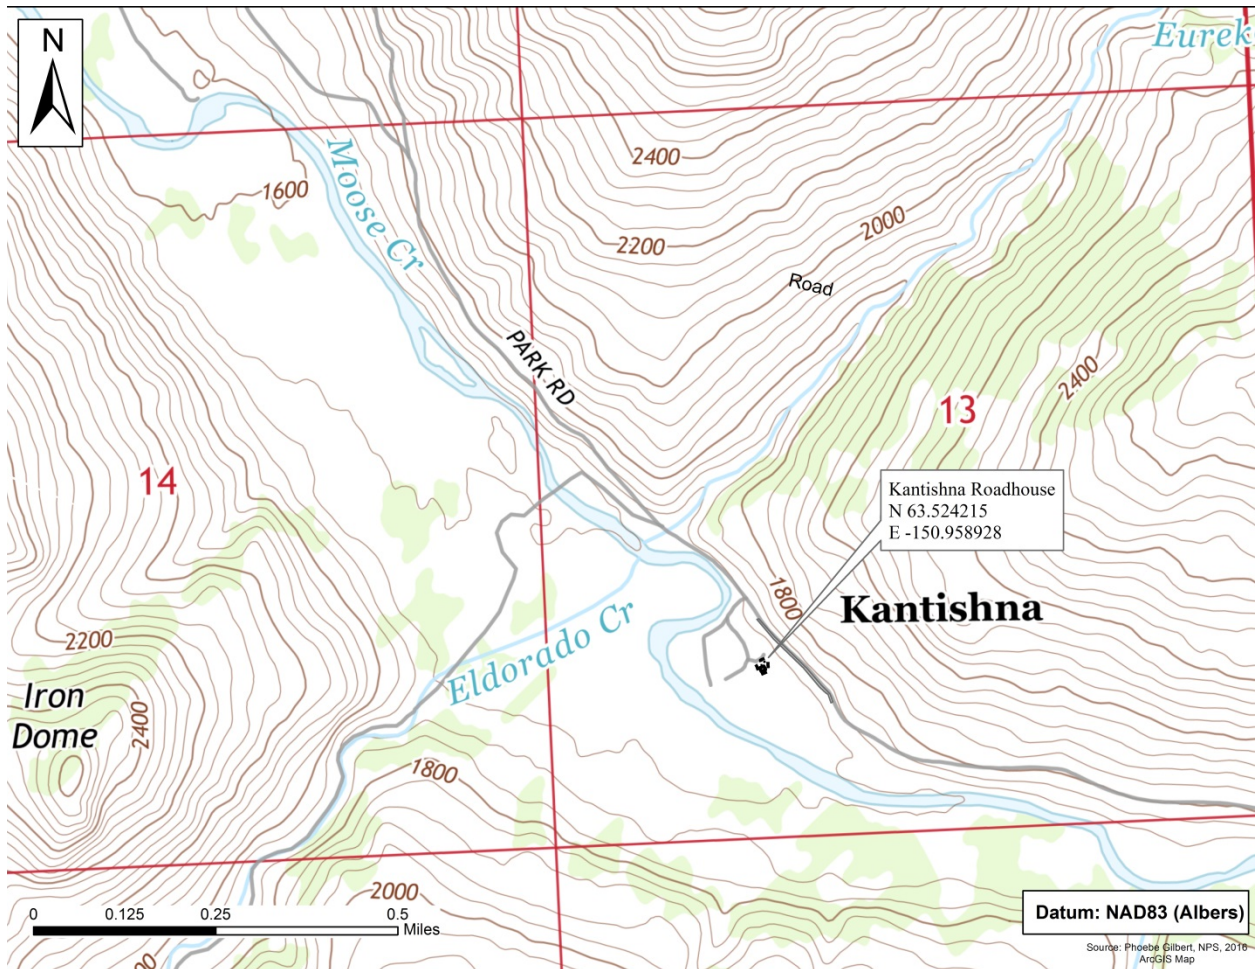 N
Eurek
2400
1600
Moose Cr
2000
2200
Road
PARK RD
2400
13
14
Kantishna Roadhouse
N 63.524215
E -150.958928
1800
Kantishna
Eldorado Cr
2200
Iron
Dome
2400
1800
2000
0 0.125 0.25 0.5
Miles
Datum: NAD83 (Albers)
Source: Phoebe Gilbert, NPS, 2016
ArcGIS Map